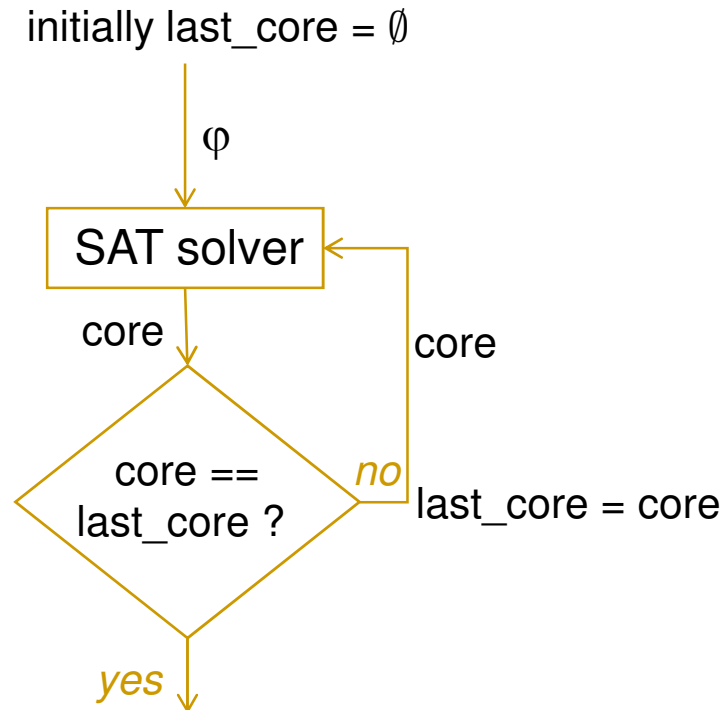 initially last_core = ∅
φ
SAT solver
core
core
core ==
last_core ?
no
last_core = core
yes